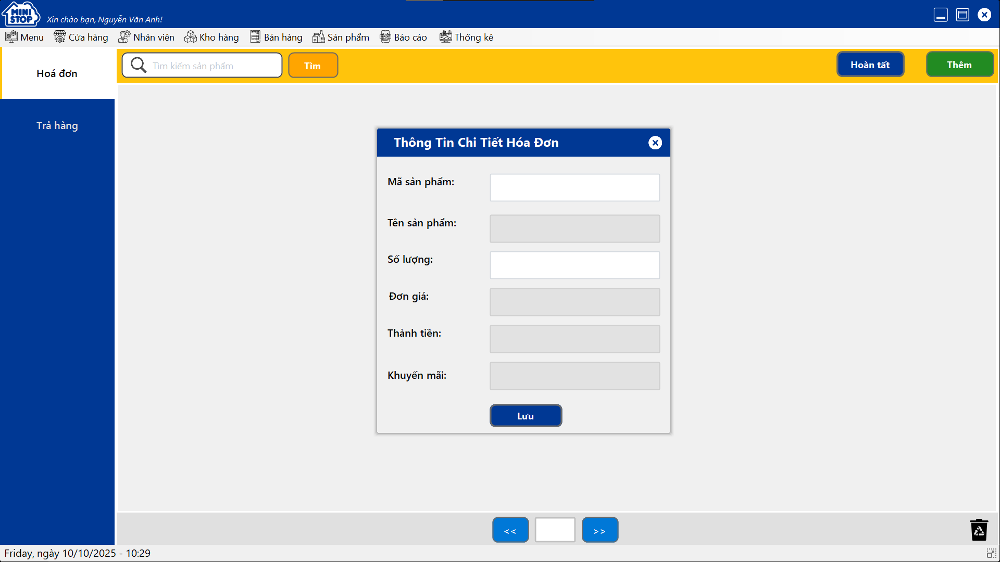 MINI
STOP
Xin chào bạn, Nguyễn Văn Anh!
Menu Cửa hàng Nhân viên Kho hàng Bán hàng Sản phẩm Báo cáo Thống kê
Hoá đơn
Trả hàng
Tìm kiếm sản phẩm
Tìm
Hoàn tất
Thêm
Thông Tin Chi Tiết Hóa Đơn
Mã sản phẩm:
Tên sản phẩm:
Số lượng:
Đơn giá:
Thành tiền:
Khuyến mãi:
Lưu
<< >>
Friday, ngày 10/10/2025 - 10:29